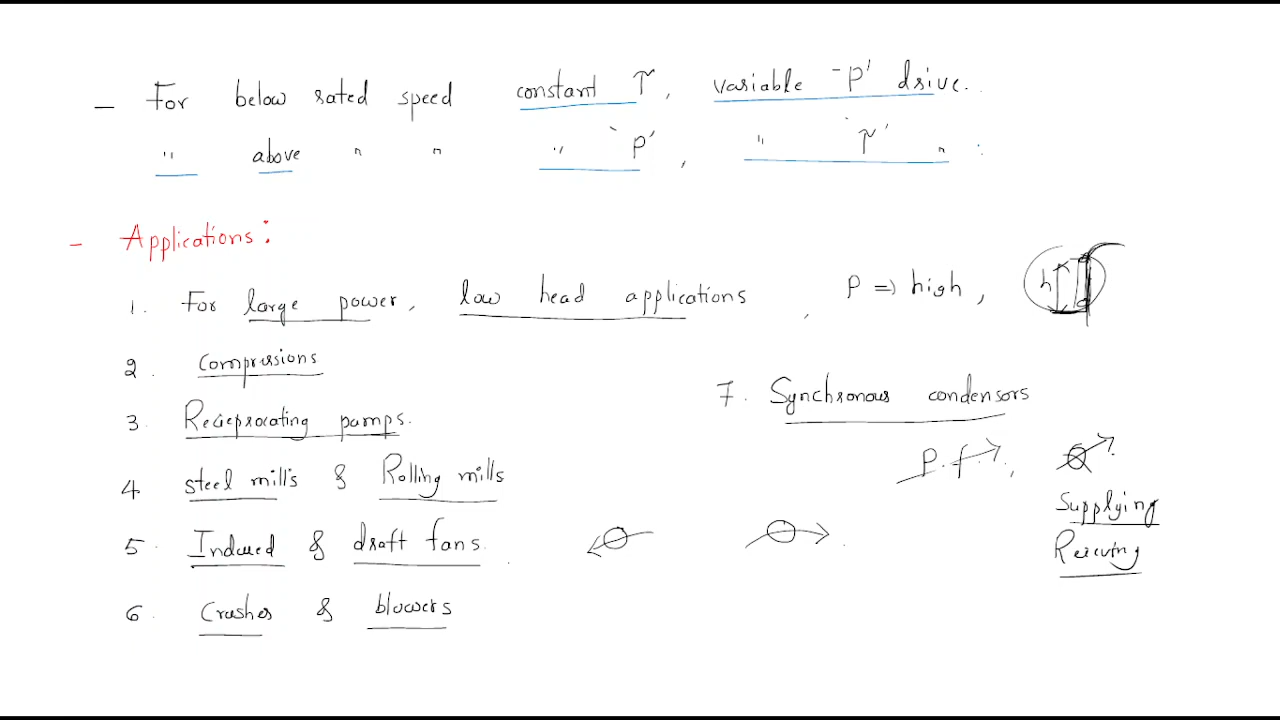 – For below rated speed constant T, variable 'P' drive.
" above " " " 'P', " 'T' " .
- Applications:
1. For large power, low head applications P => high, h
2. Compressions
3. Reciprocating pumps.
4 steel mills & Rolling mills
5. Induced & draft fans.
6. Crusher & blowers
7. Synchronous condensors
P.f.,
Q
Supplying
Receiving